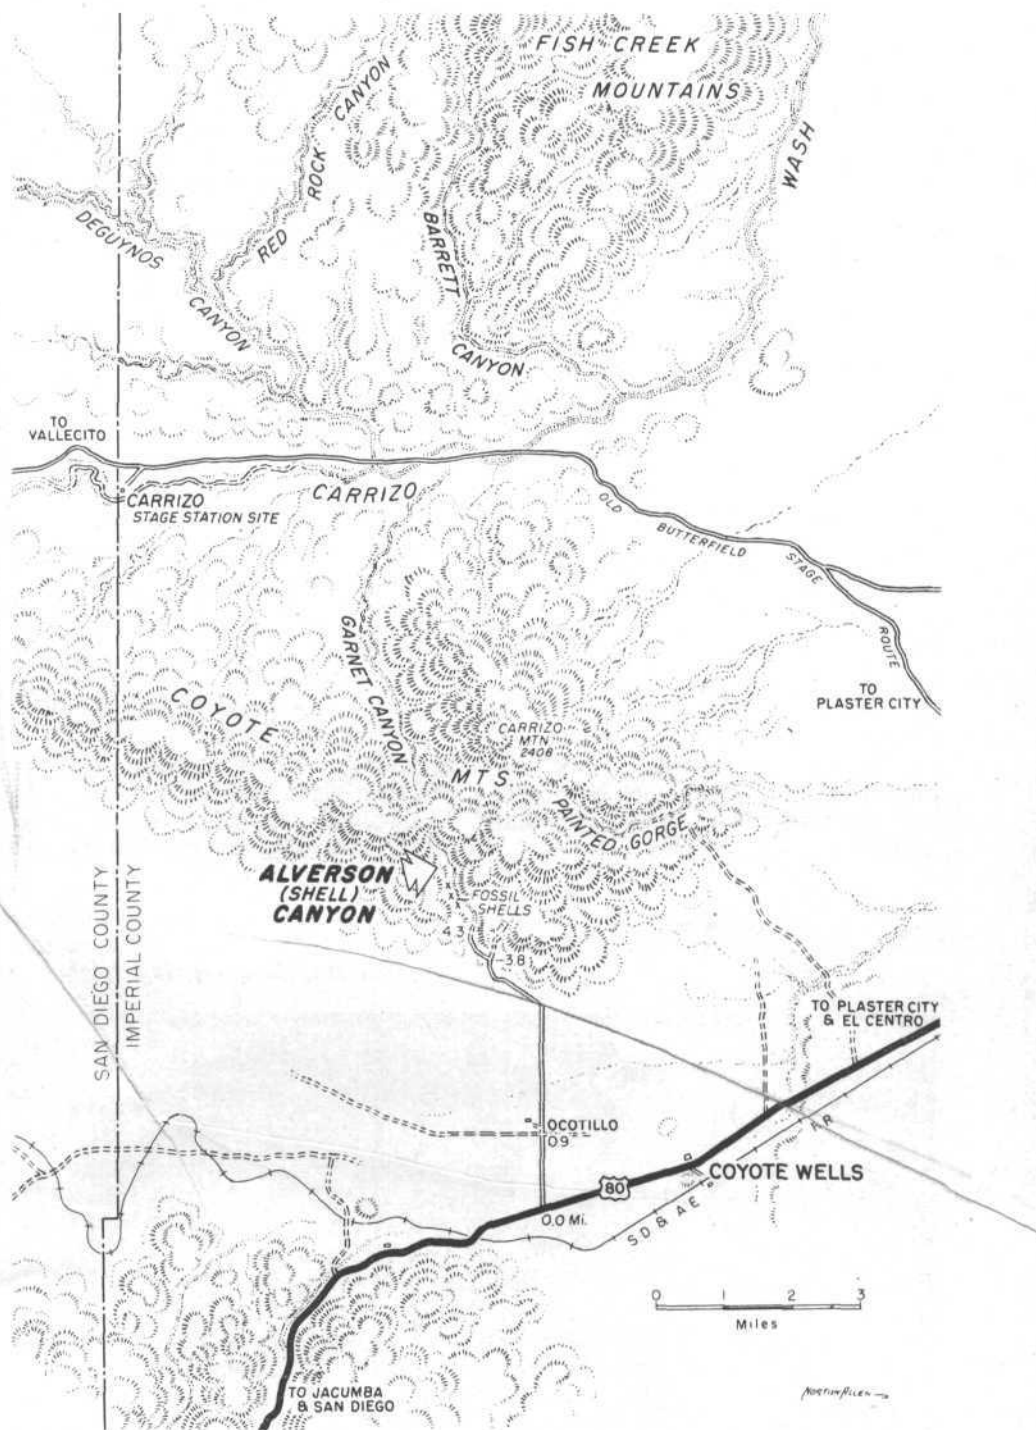 FISH CREEK
MOUNTAINS
CANYON
ROCK
RED
WASH
BARRETT
CANYON
DEGUYNOS
CANYON
TO
VALLECITO
CARRIZO
STAGE STATION SITE
CARRIZO
OLD
BUTTERFIELD
STAGE
ROUTE
TO
PLASTER CITY
GARNET CANYON
COYOTE
MTS
CARRIZO
MTN
2408
PAINTED GORGE
ALVERSON
(SHELL)
CANYON
FOSSIL
SHELLS
4.3
3.8
SAN DIEGO COUNTY
IMPERIAL COUNTY
TO PLASTER CITY
& EL CENTRO
OCOTILLO
0.9
COYOTE WELLS
80
0.0 Mi.
S D & A E
RR
0 1 2 3
Miles
TO JACUMBA
& SAN DIEGO
NORTON ALLEN